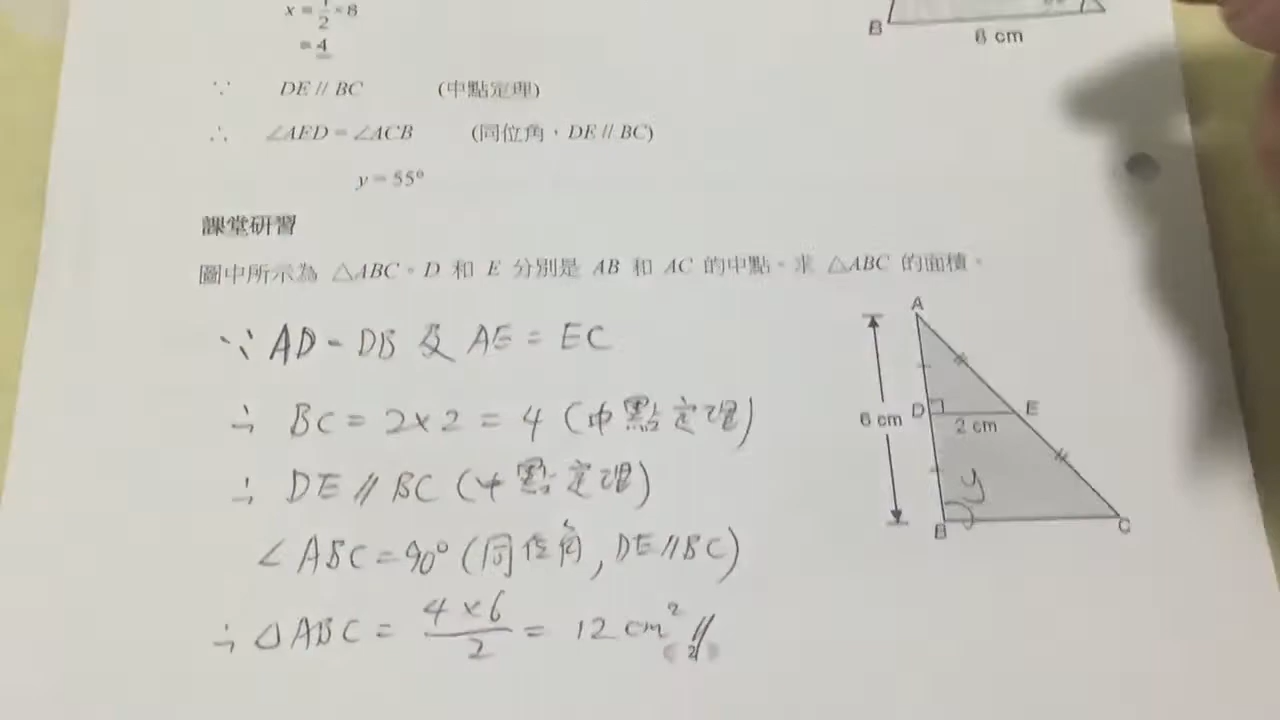 x = 1/2 × 8
= 4
B
6 cm
∵ DE // BC (中點定理)
∴ ∠AED = ∠ACB (同位角，DE // BC)
y = 55°
課堂研習
圖中所示為 △ABC。D 和 E 分別是 AB 和 AC 的中點。求 △ABC 的面積。
∵ AD = DB 及 AE = EC
∴ BC = 2×2 = 4 (中點定理)
∴ DE // BC (中點定理)
∠ABC = 90° (同位角, DE // BC)
∴ △ABC = 4×6/2 = 12 cm² //
A
6 cm
D
E
2 cm
y
B
C